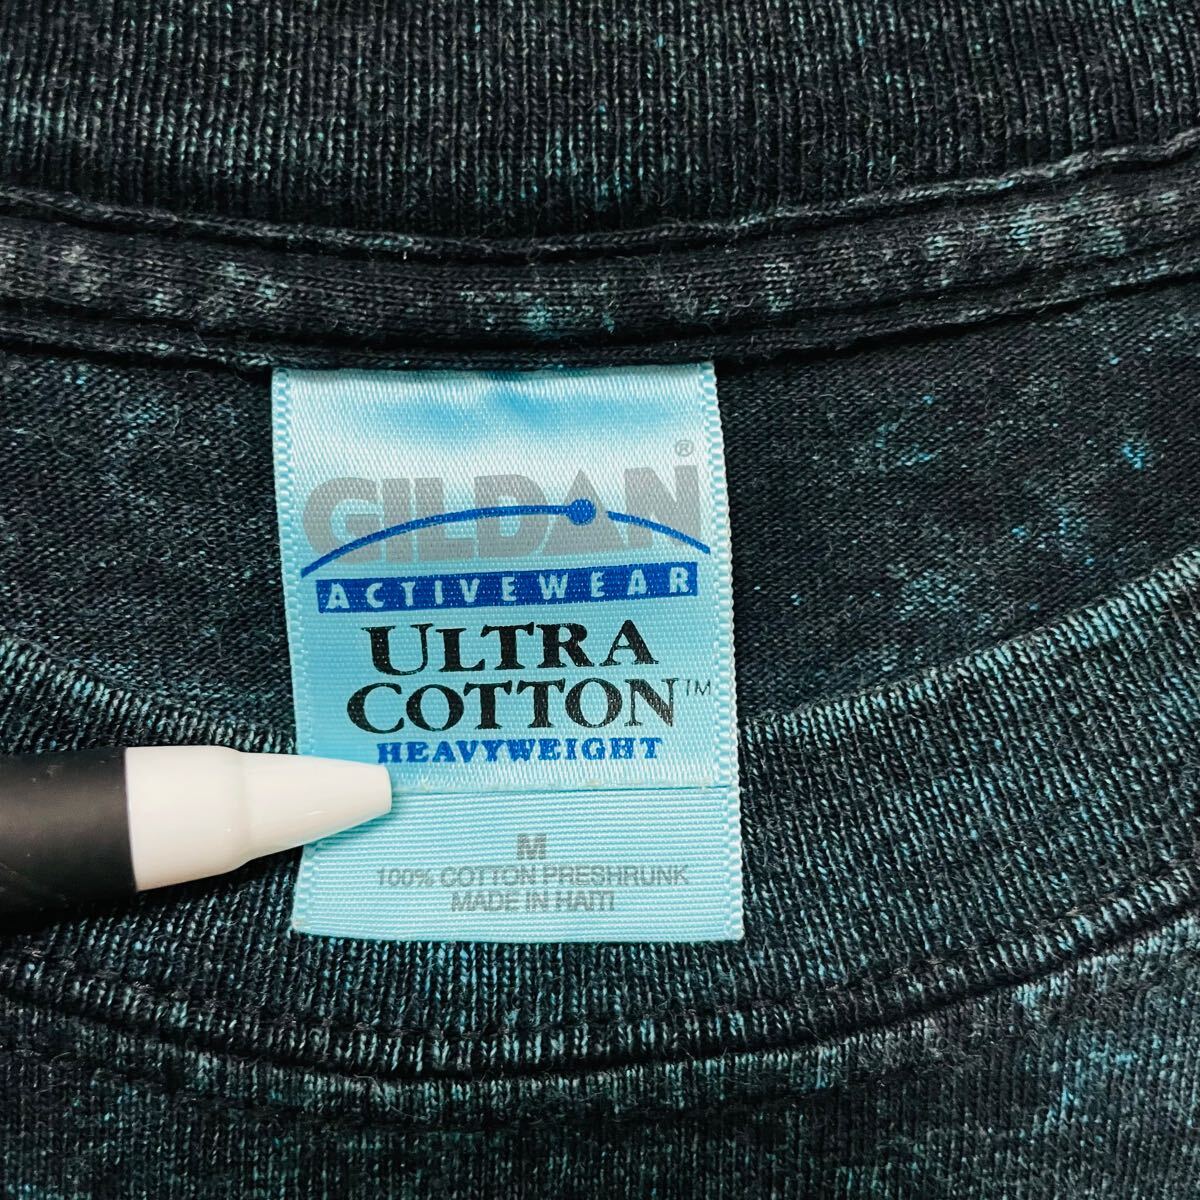 GILDAN®
ACTIVEWEAR
ULTRA
COTTON™
HEAVYWEIGHT
M
100% COTTON PRESHRUNK
MADE IN HAITI